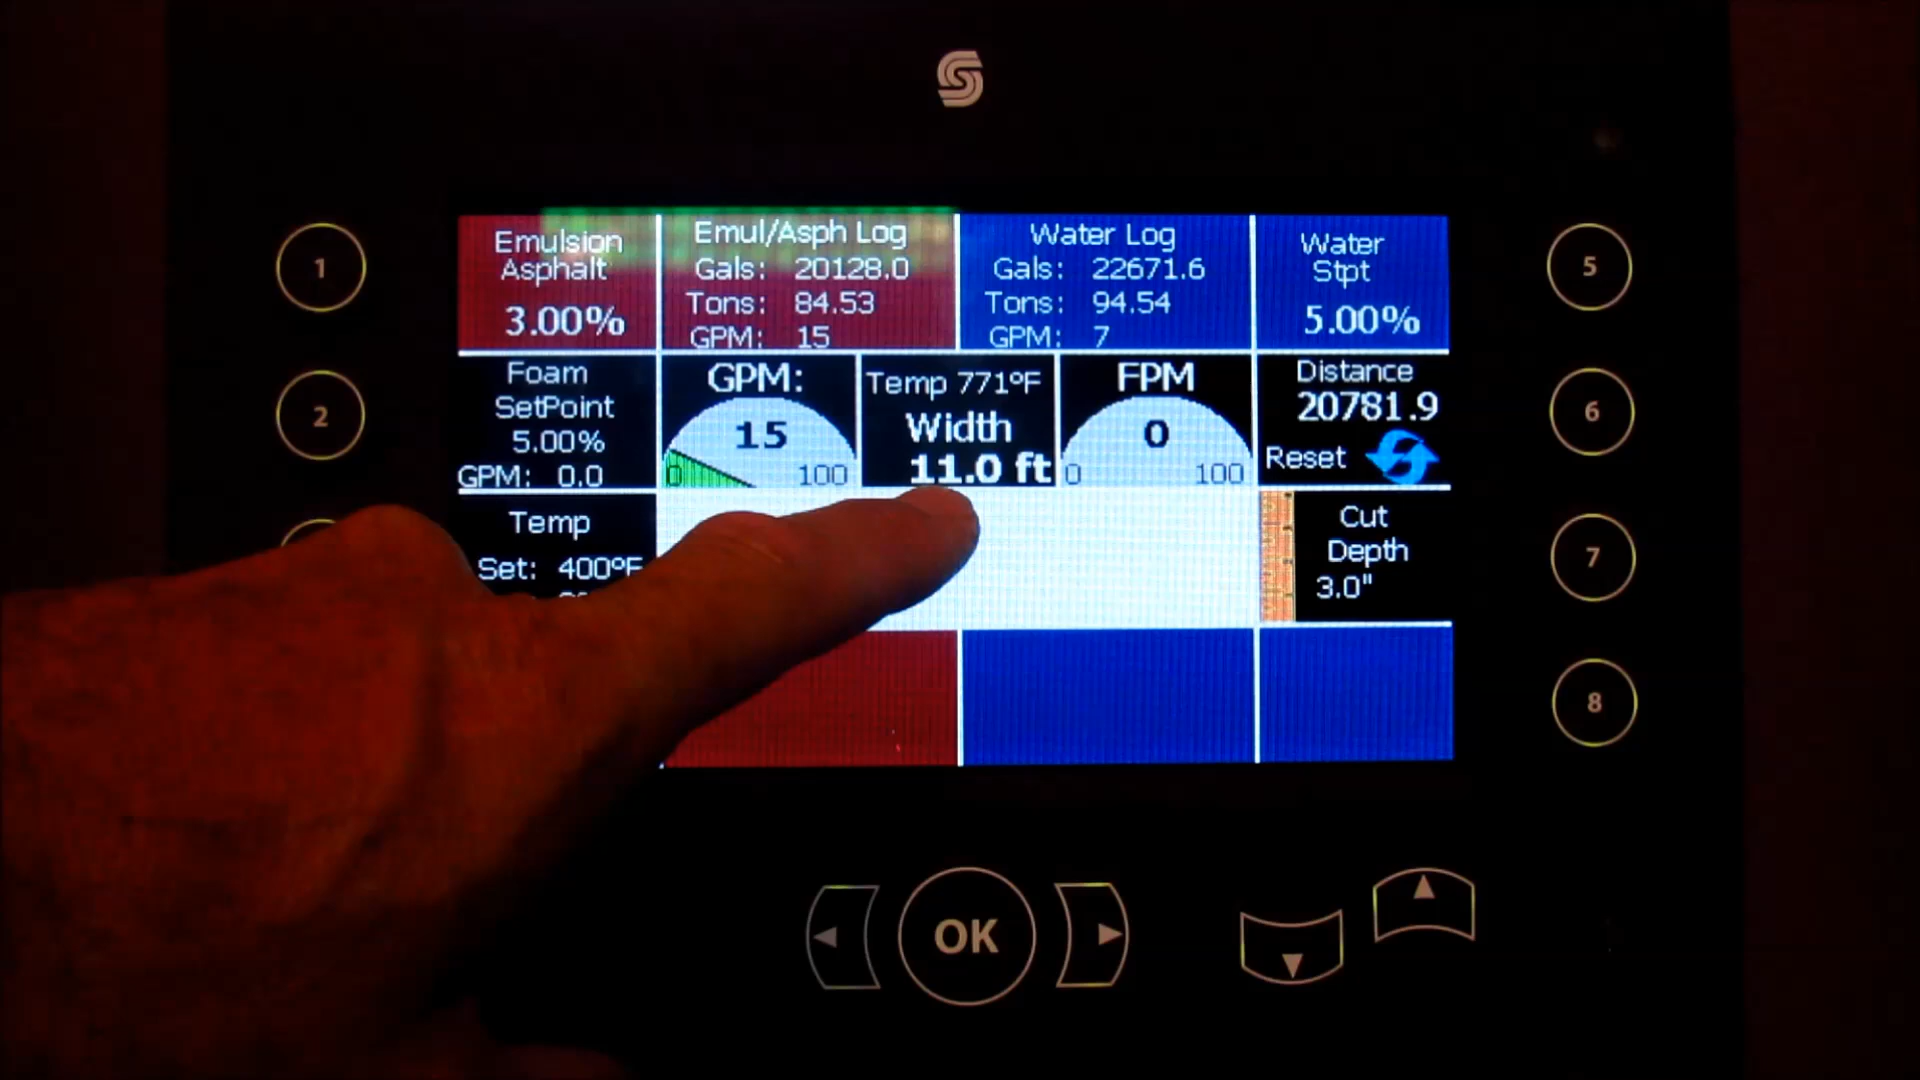 Emulsion
Asphalt
3.00%
Emul/Asph Log
Gals: 20128.0
Tons: 84.53
GPM: 15
Water Log
Gals: 22671.6
Tons: 94.54
GPM: 7
Water
Stpt
5.00%
Foam
SetPoint
5.00%
GPM: 0.0
GPM:
15
0 100
Temp 771°F
Width
11.0 ft
FPM
0
0 100
Distance
20781.9
Reset
Temp
Set: 400°F
Cut
Depth
3.0"
1
2
5
6
7
8
OK